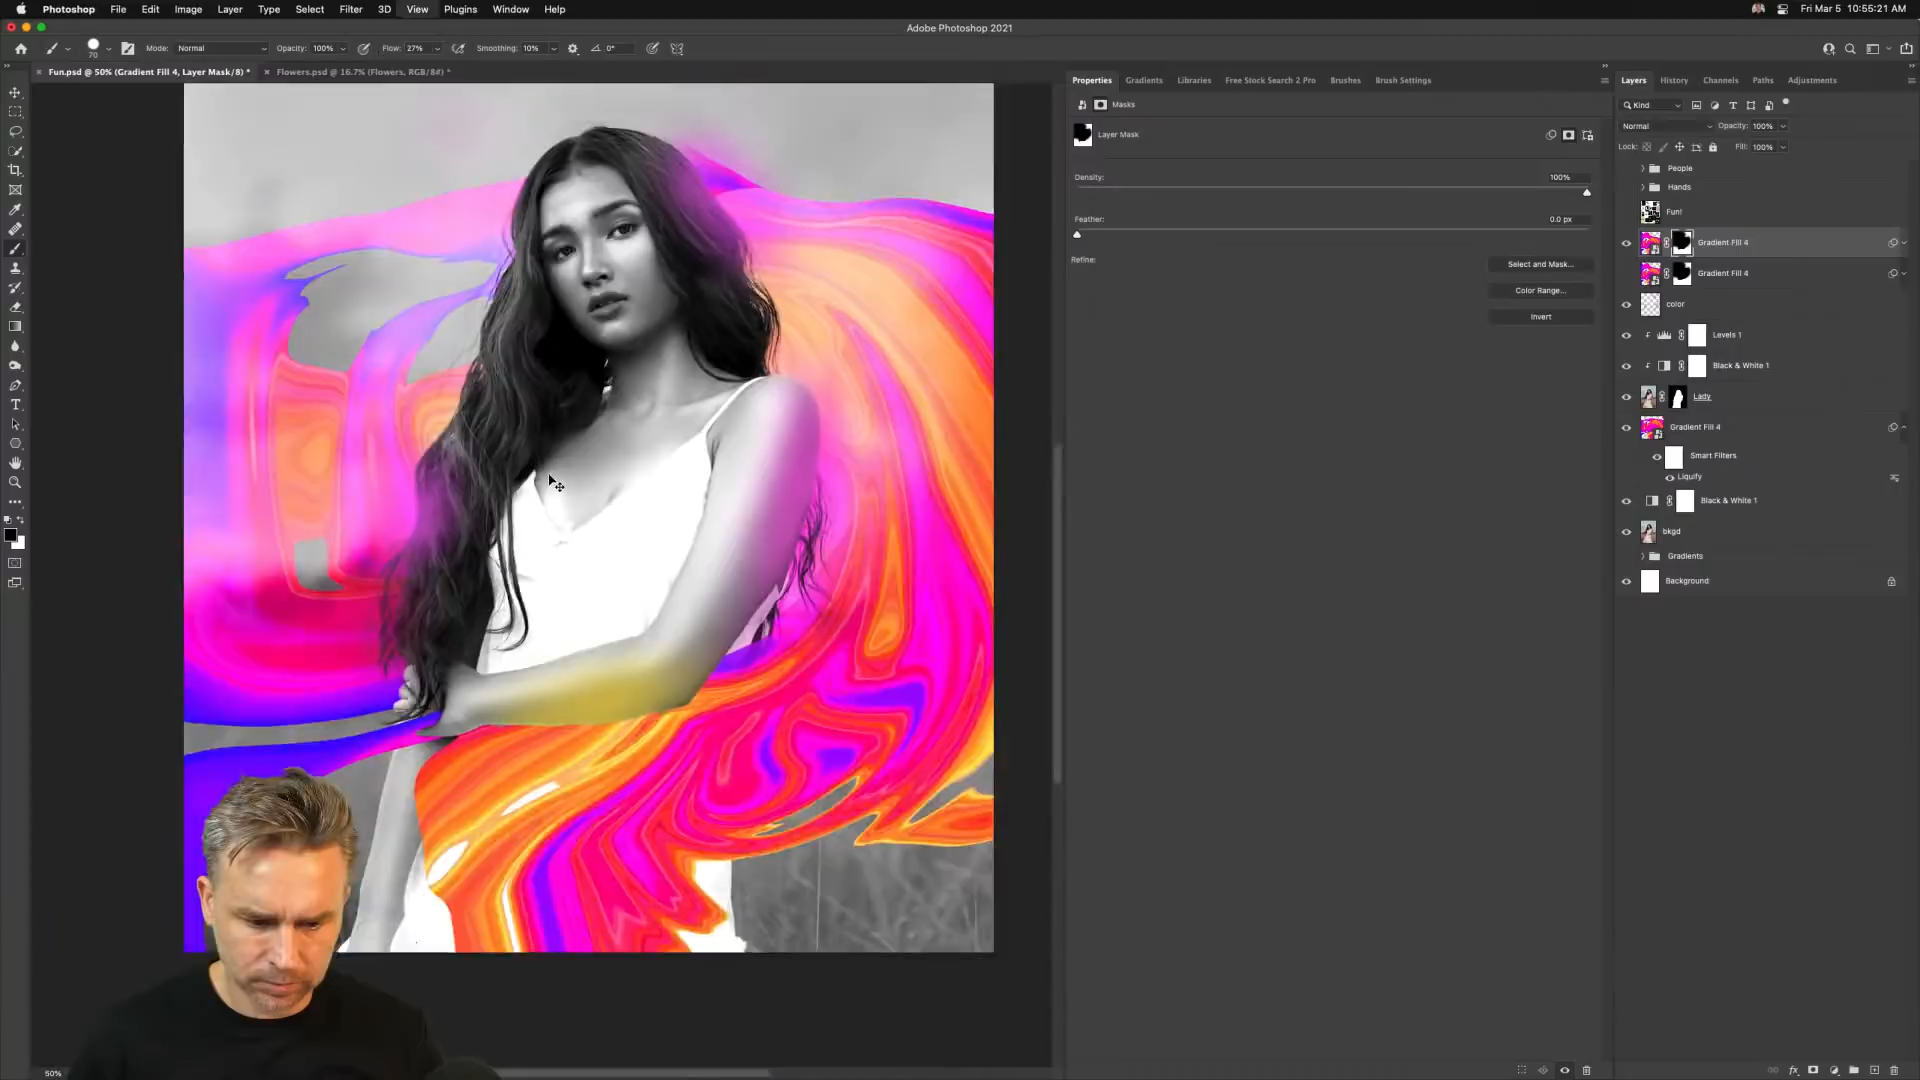 Photoshop File Edit Image Layer Type Select Filter 3D View Plugins Window Help Fri Mar 5 10:55:21 AM
Adobe Photoshop 2021
70 Mode: Normal Opacity: 100% Flow: 27% Smoothing: 10% 0°
Fun.psd @ 50% (Gradient Fill 4, Layer Mask/8) * Flowers.psd @ 16.7% (Flowers, RGB/8#) *
Properties Gradients Libraries Free Stock Search 2 Pro Brushes Brush Settings
Masks
Layer Mask
Density: 100%
Feather: 0.0 px
Refine: Select and Mask...
Color Range...
Invert
Layers History Channels Paths Adjustments
Kind
Normal Opacity: 100%
Lock: Fill: 100%
People
Hands
Fun!
Gradient Fill 4
Gradient Fill 4
color
Levels 1
Black & White 1
Lady
Gradient Fill 4
Smart Filters
Liquify
Black & White 1
bkgd
Gradients
Background
50%